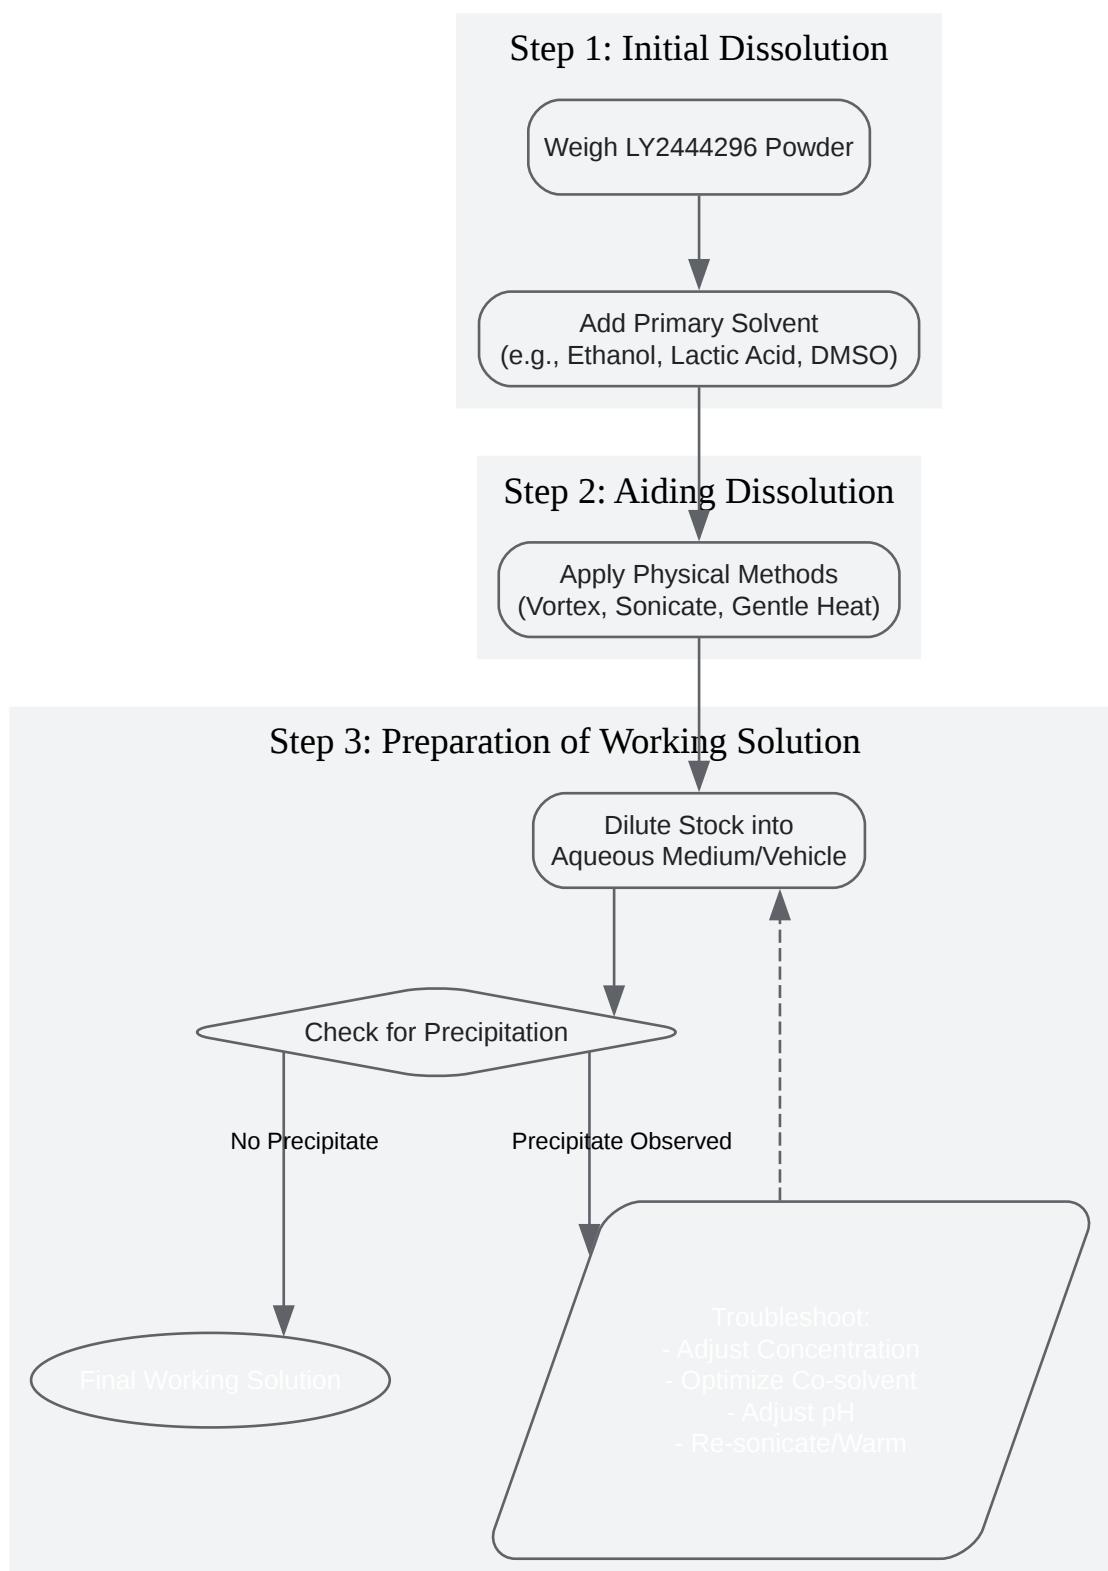 Step 1: Initial Dissolution
Weigh LY2444296 Powder
Add Primary Solvent
(e.g., Ethanol, Lactic Acid, DMSO)
Step 2: Aiding Dissolution
Apply Physical Methods
(Vortex, Sonicate, Gentle Heat)
Step 3: Preparation of Working Solution
Dilute Stock into
Aqueous Medium/Vehicle
Check for Precipitation
No Precipitate
Precipitate Observed
Final Working Solution
Troubleshoot:
- Adjust Concentration
- Optimize Co-solvent
- Adjust pH
- Re-sonicate/Warm